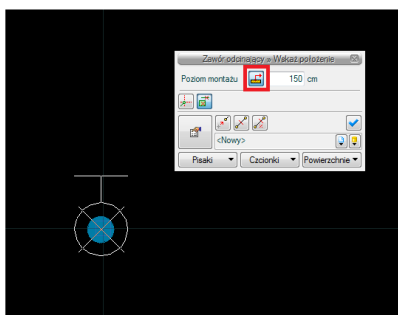 Zawór odcinający » Wskaż położenie
Poziom montażu 150 cm
<Nowy>
Pisaki Czcionki Powierzchnie